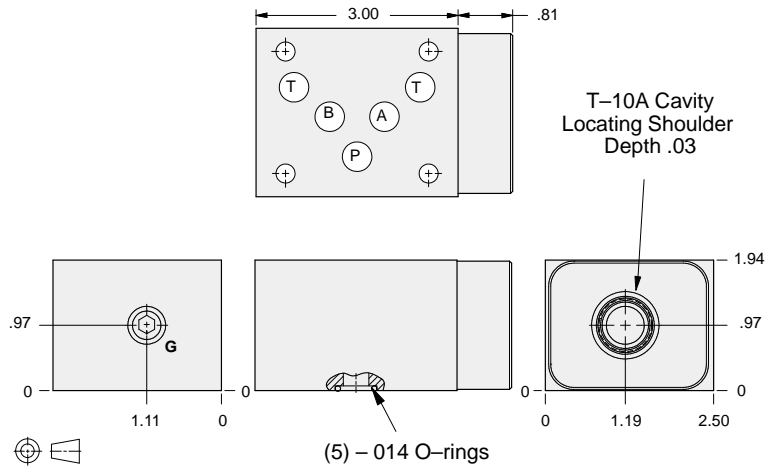 3.00
.81
T
T
B
A
P
T–10A Cavity
Locating Shoulder
Depth .03
1.94
.97
G
.97
0
0
0
1.11
0
0
1.19
2.50
(5) – 014 O–rings